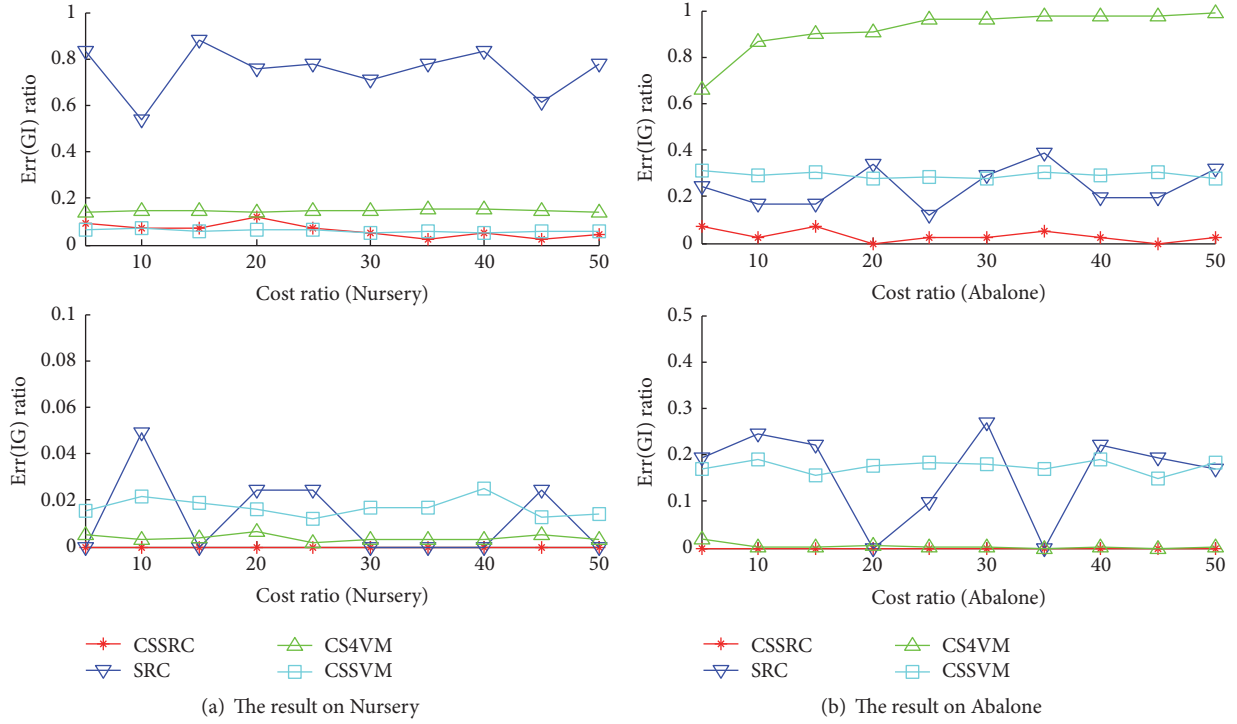 1
0.8
0.6
0.4
0.2
0
Err(GI) ratio
10 20 30 40 50
Cost ratio (Nursery)
0.1
0.08
0.06
0.04
0.02
0
Err(IG) ratio
10 20 30 40 50
Cost ratio (Nursery)
CSSRC
SRC
CS4VM
CSSVM
(a) The result on Nursery
1
0.8
0.6
0.4
0.2
0
Err(IG) ratio
10 20 30 40 50
Cost ratio (Abalone)
0.5
0.4
0.3
0.2
0.1
0
Err(GI) ratio
10 20 30 40 50
Cost ratio (Abalone)
CSSRC
SRC
CS4VM
CSSVM
(b) The result on Abalone